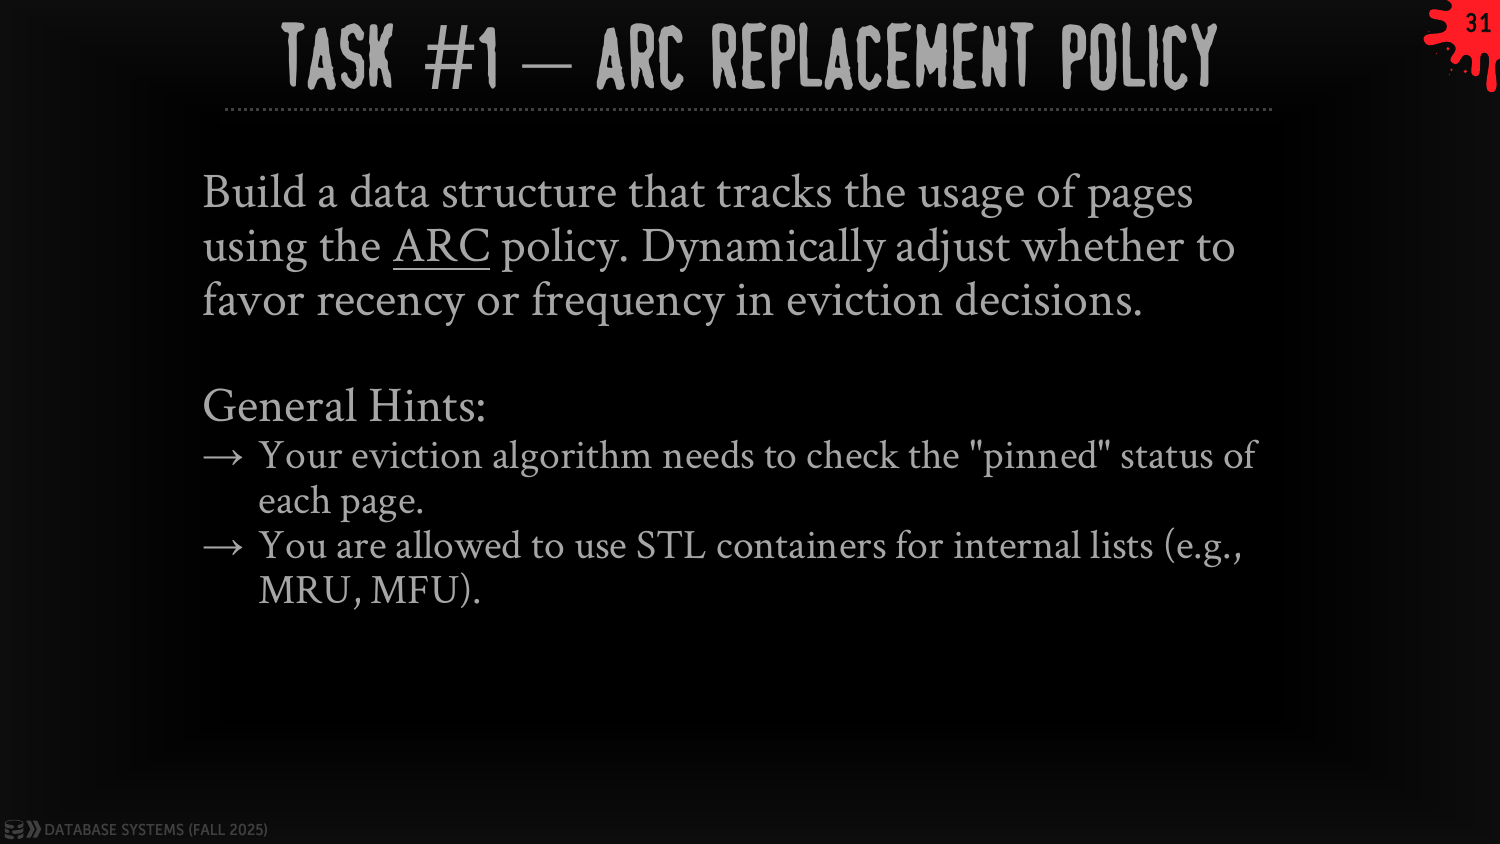 TASK #1 — ARC REPLACEMENT POLICY
31
Build a data structure that tracks the usage of pages
using the ARC policy. Dynamically adjust whether to
favor recency or frequency in eviction decisions.
General Hints:
→ Your eviction algorithm needs to check the "pinned" status of
each page.
→ You are allowed to use STL containers for internal lists (e.g.,
MRU, MFU).
DATABASE SYSTEMS (FALL 2025)